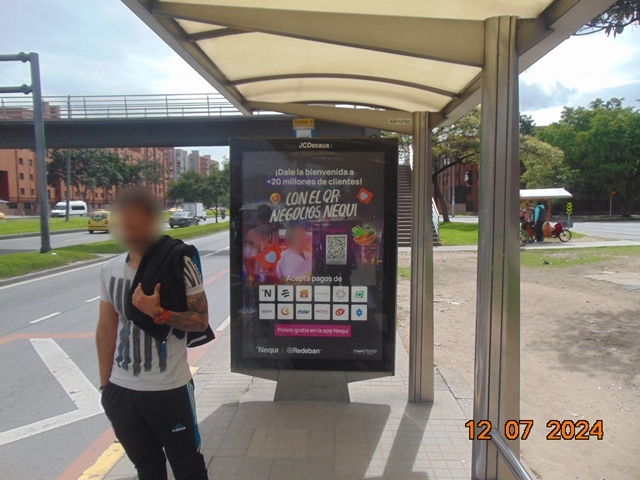 JCDecaux
¡Dale la bienvenida a
+20 millones de clientes!
CON EL QR
NEGOCIOS NEQUI
Acepta pagos de
N
Pídelo gratis en la app Nequi
Nequi
Redeban
adidas
12 07 2024